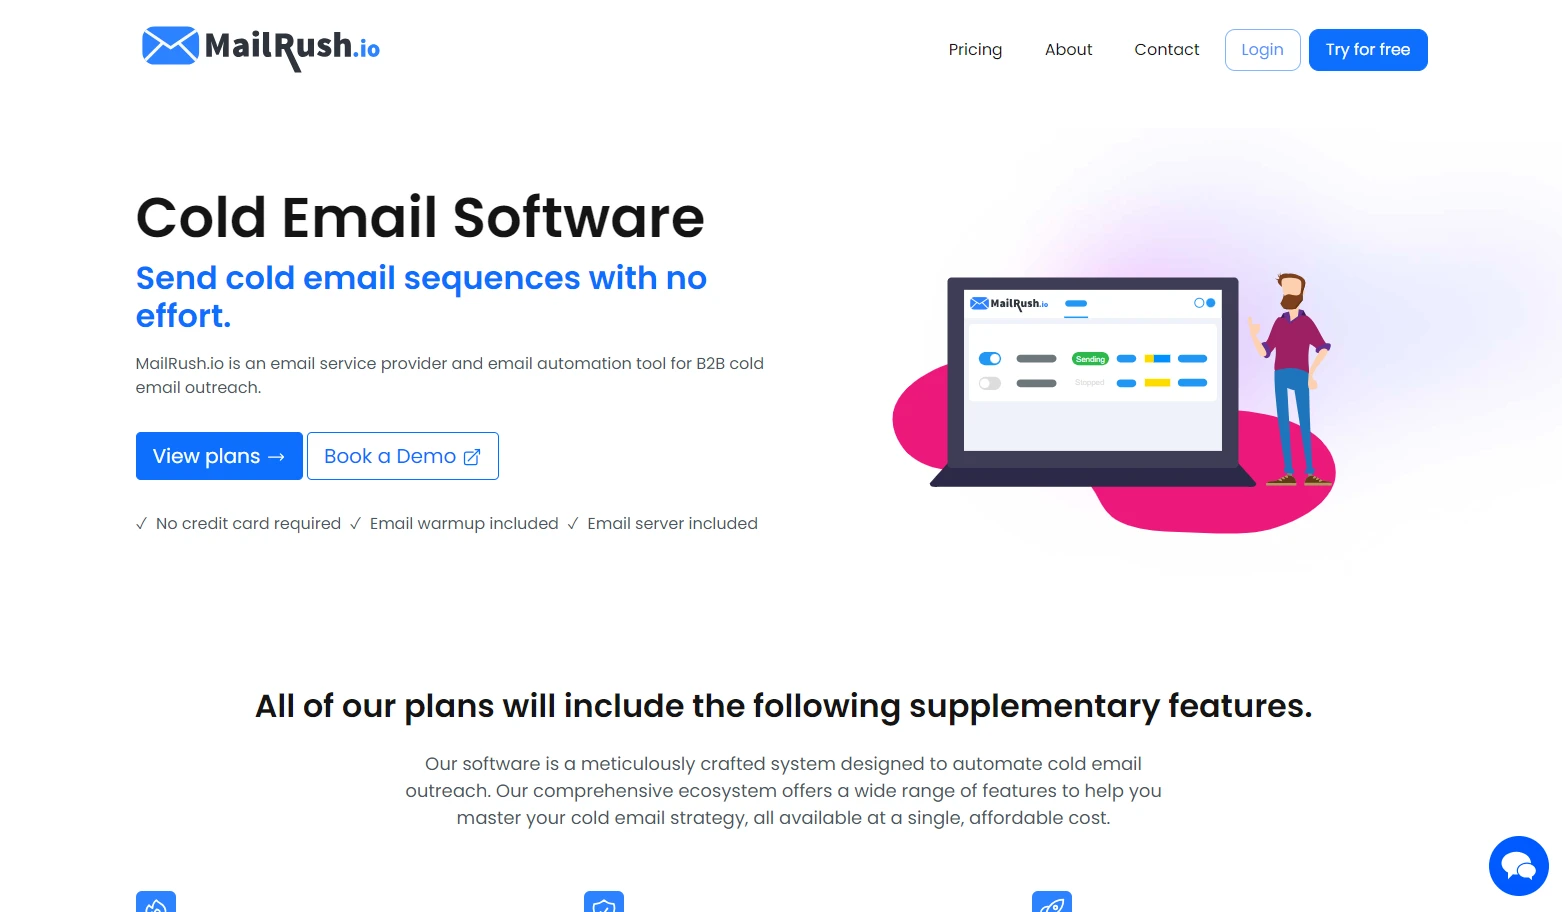 MailRush.io
Pricing
About
Contact
Login
Try for free
Cold Email Software
Send cold email sequences with no
effort.
MailRush.io is an email service provider and email automation tool for B2B cold
email outreach.
View plans →
Book a Demo
✓ No credit card required ✓ Email warmup included ✓ Email server included
MailRush.io
Sending
Stopped
All of our plans will include the following supplementary features.
Our software is a meticulously crafted system designed to automate cold email
outreach. Our comprehensive ecosystem offers a wide range of features to help you
master your cold email strategy, all available at a single, affordable cost.